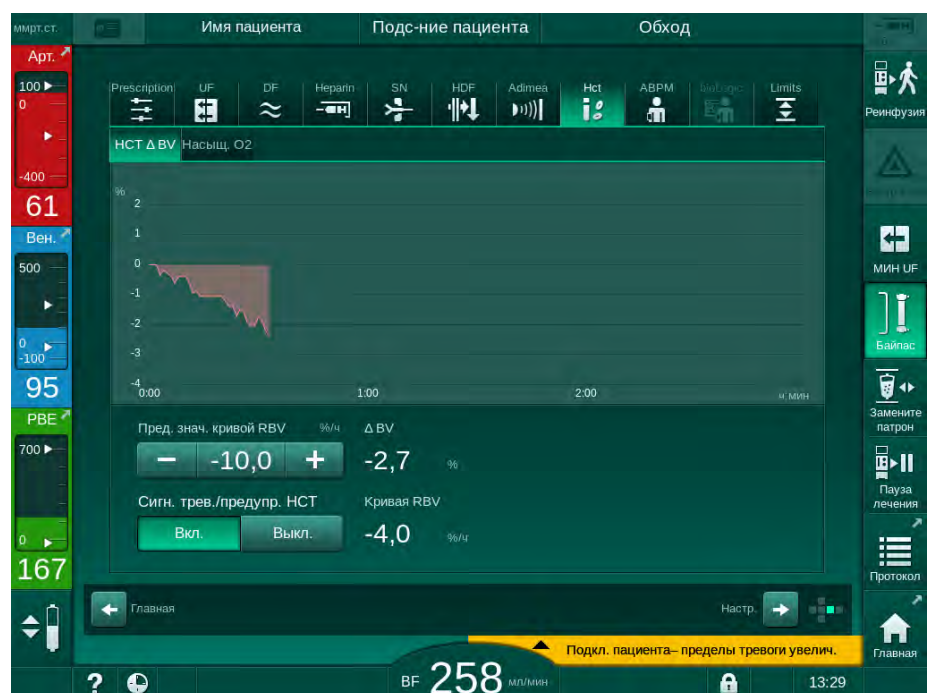 ммрт.ст.
Имя пациента
Подс-ние пациента
Обход
Арт.
100
0
-400
61
Вен.
500
0
-100
95
PBE
700
0
167
Prescription
UF
DF
Heparin
SN
HDF
Adimea
Hct
ABPM
bioLogic
Limits
HCT Δ BV
Насыщ. O2
%
2
1
0
-1
-2
-3
-4
0:00
1:00
2:00
ч:мин
Пред. знач. кривой RBV %/ч
Δ BV
-10,0
-2,7 %
Сигн. трев./предупр. HCT
Кривая RBV
Вкл.
Выкл.
-4,0 %/ч
Главная
Настр.
Подкл. пациента– пределы тревоги увелич.
?
BF 258 мл/мин
13:29
Реинфузия
МИН UF
Байпас
Замените
патрон
Пауза
лечения
Протокол
Главная